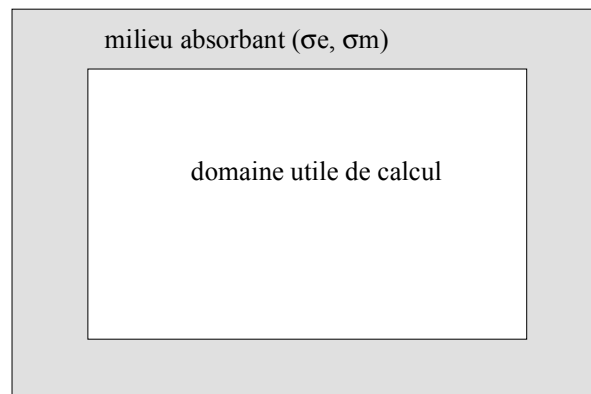 milieu absorbant (σe, σm)
domaine utile de calcul